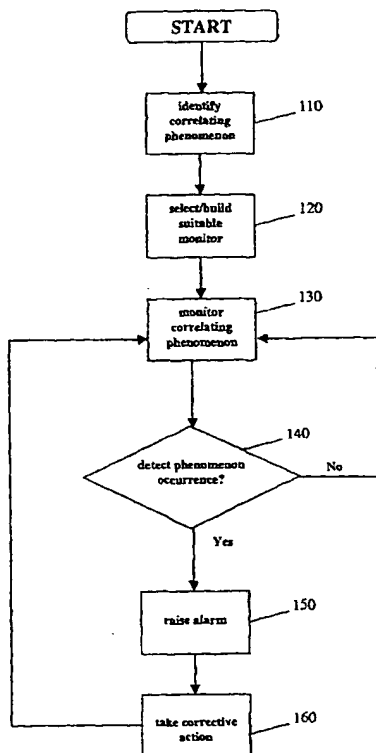 START
identify
correlating
phenomenon
110
select/build
suitable
monitor
120
monitor
correlating
phenomenon
130
detect phenomenon
occurrence?
140
No
Yes
raise alarm
150
take corrective
action
160